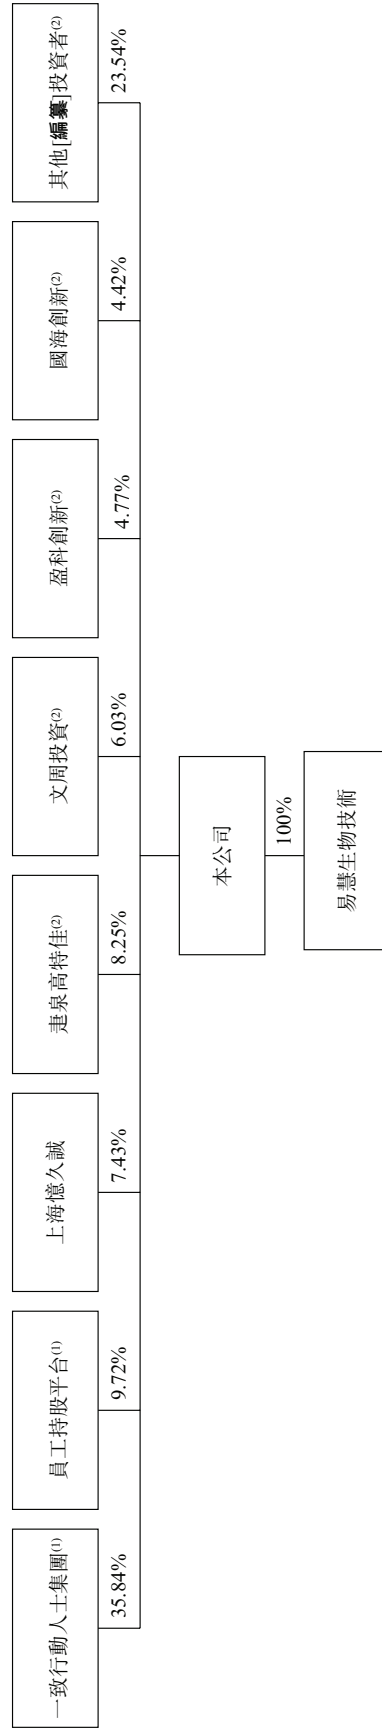 一致行動人士集團(1)
35.84%
員工持股平台(1)
9.72%
上海憶久誠
7.43%
疌泉高特佳(2)
8.25%
文周投資(2)
6.03%
盈科創新(2)
4.77%
國海創新(2)
4.42%
其他[編纂]投資者(2)
23.54%
本公司
100%
易慧生物技術